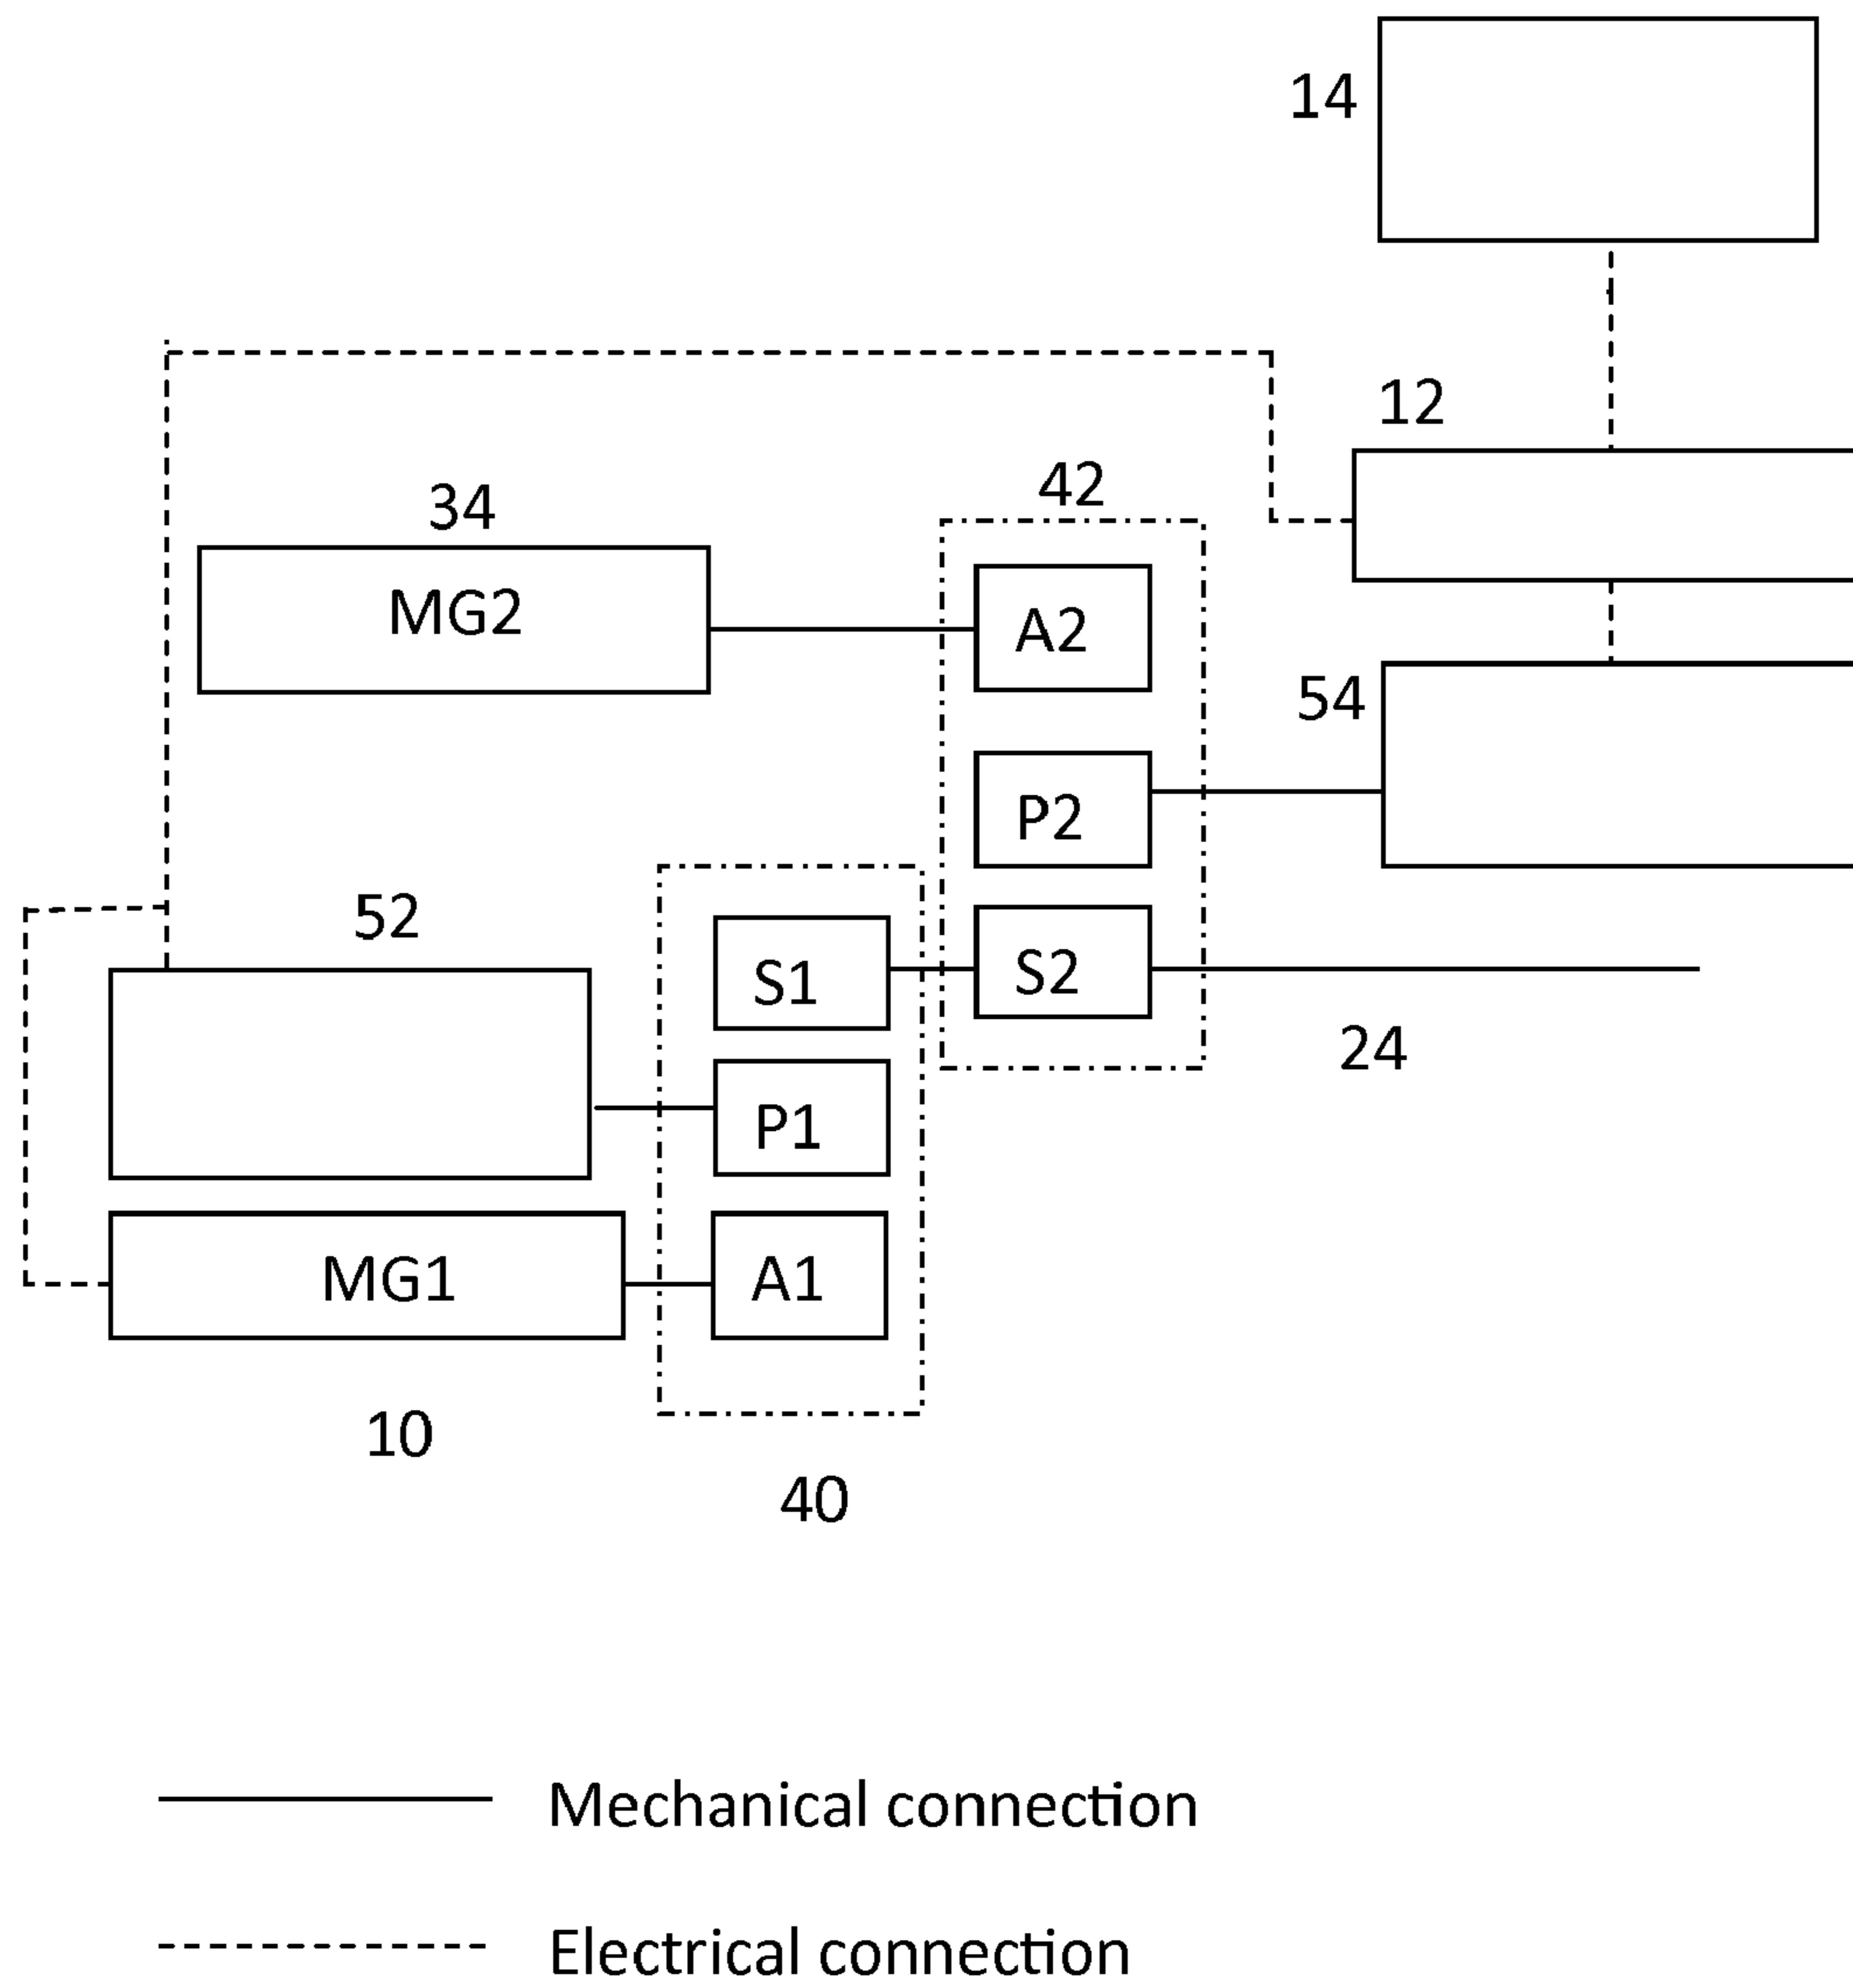 14
12
42
34
MG2
A2
54
P2
52
S1
S2
24
P1
MG1
A1
10
40
Mechanical connection
Electrical connection